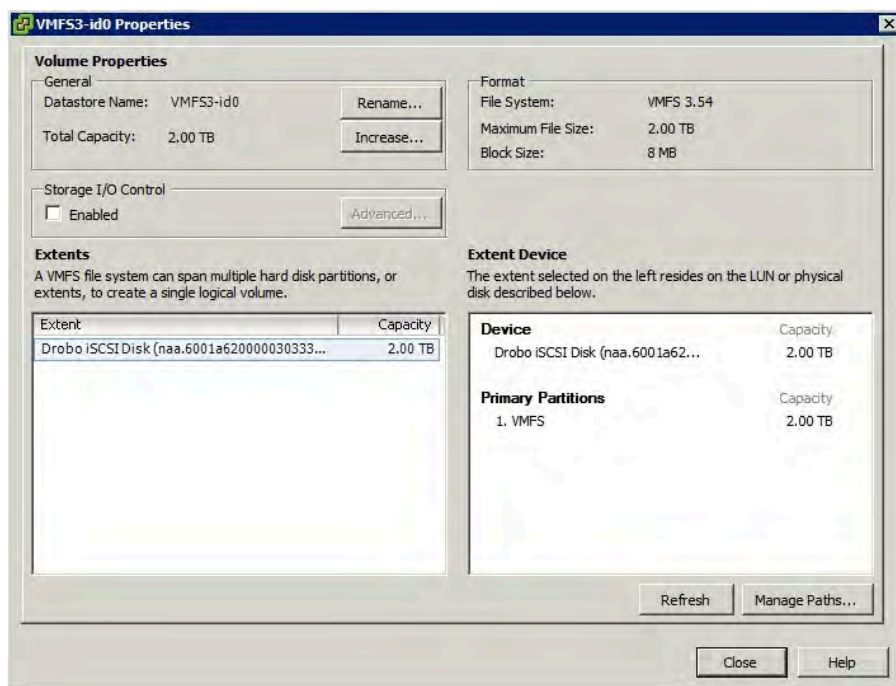 VMFS3-id0 Properties
Volume Properties
General
Datastore Name: VMFS3-id0 Rename...
Total Capacity: 2.00 TB Increase...
Format
File System: VMFS 3.54
Maximum File Size: 2.00 TB
Block Size: 8 MB
Storage I/O Control
Enabled Advanced...
Extents
A VMFS file system can span multiple hard disk partitions, or
extents, to create a single logical volume.
Extent Capacity
Drobo iSCSI Disk (naa.6001a620000030333... 2.00 TB
Extent Device
The extent selected on the left resides on the LUN or physical
disk described below.
Device Capacity
Drobo iSCSI Disk (naa.6001a62... 2.00 TB
Primary Partitions Capacity
1. VMFS 2.00 TB
Refresh Manage Paths...
Close Help